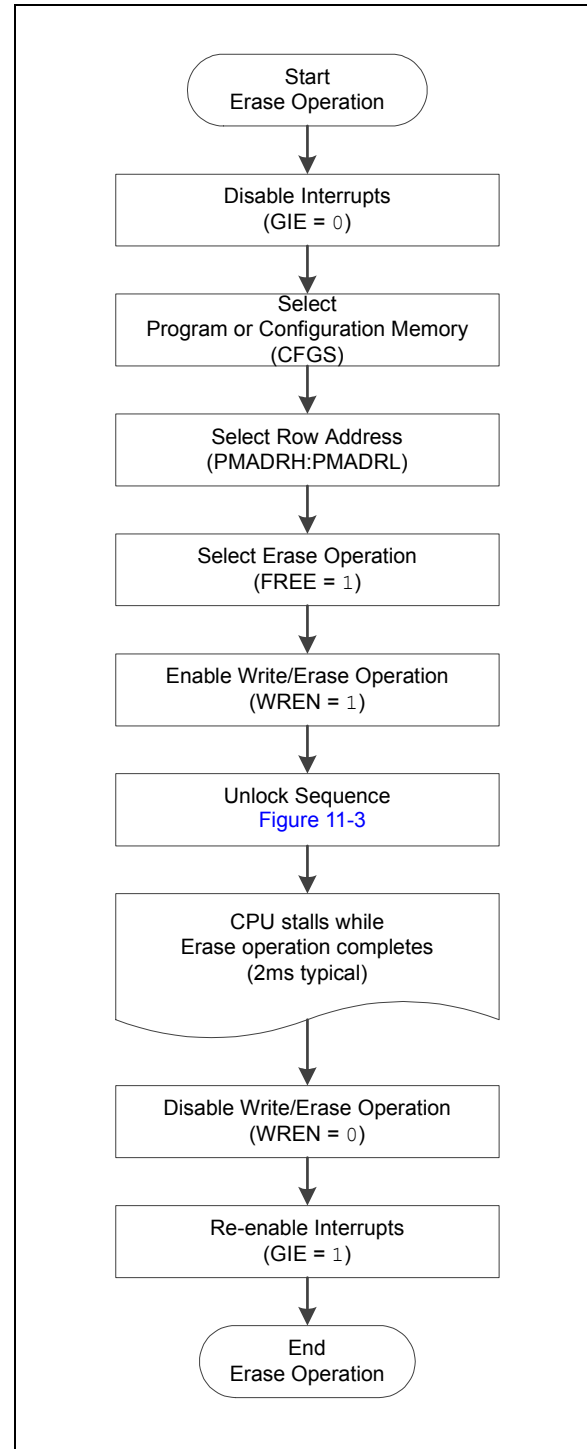 Start
Erase Operation
Disable Interrupts
(GIE = 0)
Select
Program or Configuration Memory
(CFGS)
Select Row Address
(PMADRH:PMADRL)
Select Erase Operation
(FREE = 1)
Enable Write/Erase Operation
(WREN = 1)
Unlock Sequence
Figure 11-3
CPU stalls while
Erase operation completes
(2ms typical)
Disable Write/Erase Operation
(WREN = 0)
Re-enable Interrupts
(GIE = 1)
End
Erase Operation